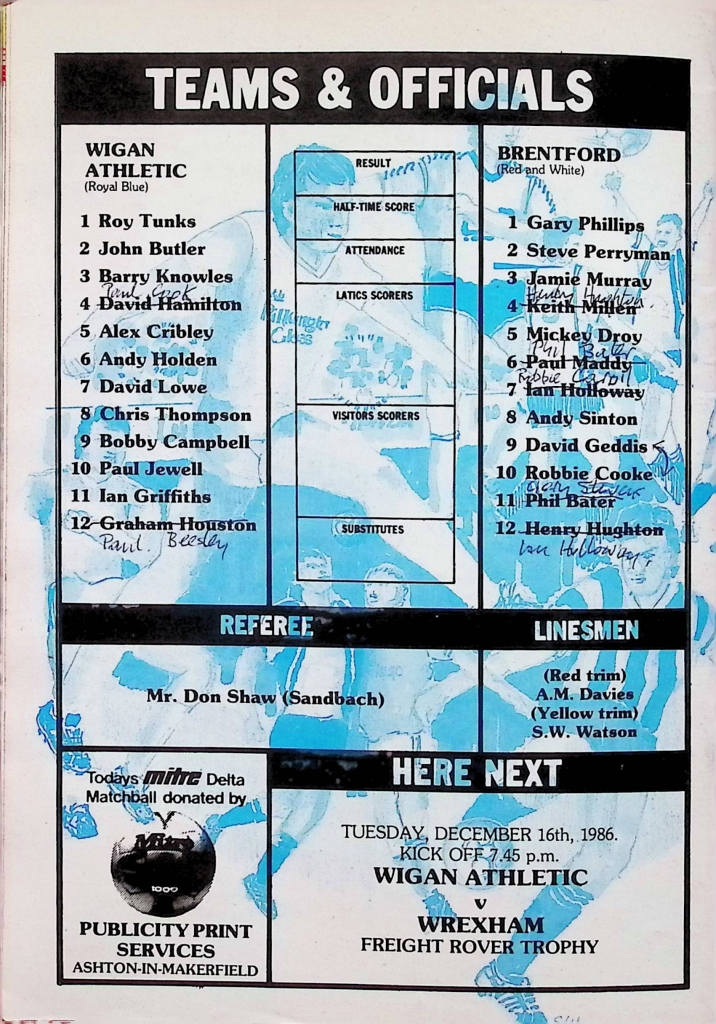 TEAMS & OFFICIALS
WIGAN
ATHLETIC
(Royal Blue)
1 Roy Tunks
2 John Butler
3 Barry Knowles
Paul Cook
4 David Hamilton
5 Alex Cribley
6 Andy Holden
7 David Lowe
8 Chris Thompson
9 Bobby Campbell
10 Paul Jewell
11 Ian Griffiths
12 Graham Houston
Paul. Beesley
RESULT
HALF-TIME SCORE
ATTENDANCE
LATICS SCORERS
VISITORS SCORERS
SUBSTITUTES
BRENTFORD
(Red and White)
1 Gary Phillips
2 Steve Perryman
3 Jamie Murray
Henry Hughton.
4 Keith Millen
5 Mickey Droy
Phil Bater
6 Paul Maddy
Robbie Carroll
7 Ian Holloway
8 Andy Sinton
9 David Geddis
10 Robbie Cooke
Gary Stevens
11 Phil Bater
12 Henry Hughton
Ian Holloway.
REFEREE
Mr. Don Shaw (Sandbach)
LINESMEN
(Red trim)
A.M. Davies
(Yellow trim)
S.W. Watson
Todays mitre Delta
Matchball donated by
Mitre
1000
PUBLICITY PRINT
SERVICES
ASHTON-IN-MAKERFIELD
HERE NEXT
TUESDAY, DECEMBER 16th, 1986.
KICK OFF 7.45 p.m.
WIGAN ATHLETIC
v
WREXHAM
FREIGHT ROVER TROPHY